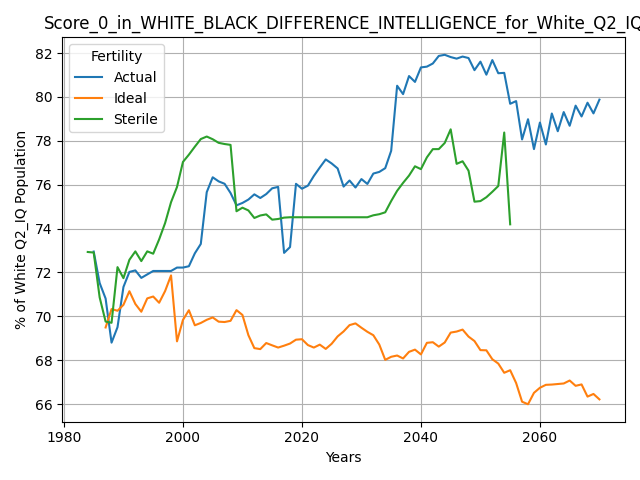 Score_0_in_WHITE_BLACK_DIFFERENCE_INTELLIGENCE_for_White_Q2_IQ
Fertility
Actual
Ideal
Sterile
% of White Q2_IQ Population
82
80
78
76
74
72
70
68
66
1980
2000
2020
2040
2060
Years